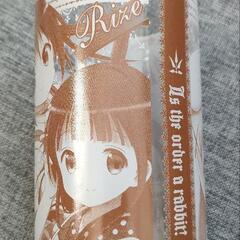 Rize
Is the order a rabbit?